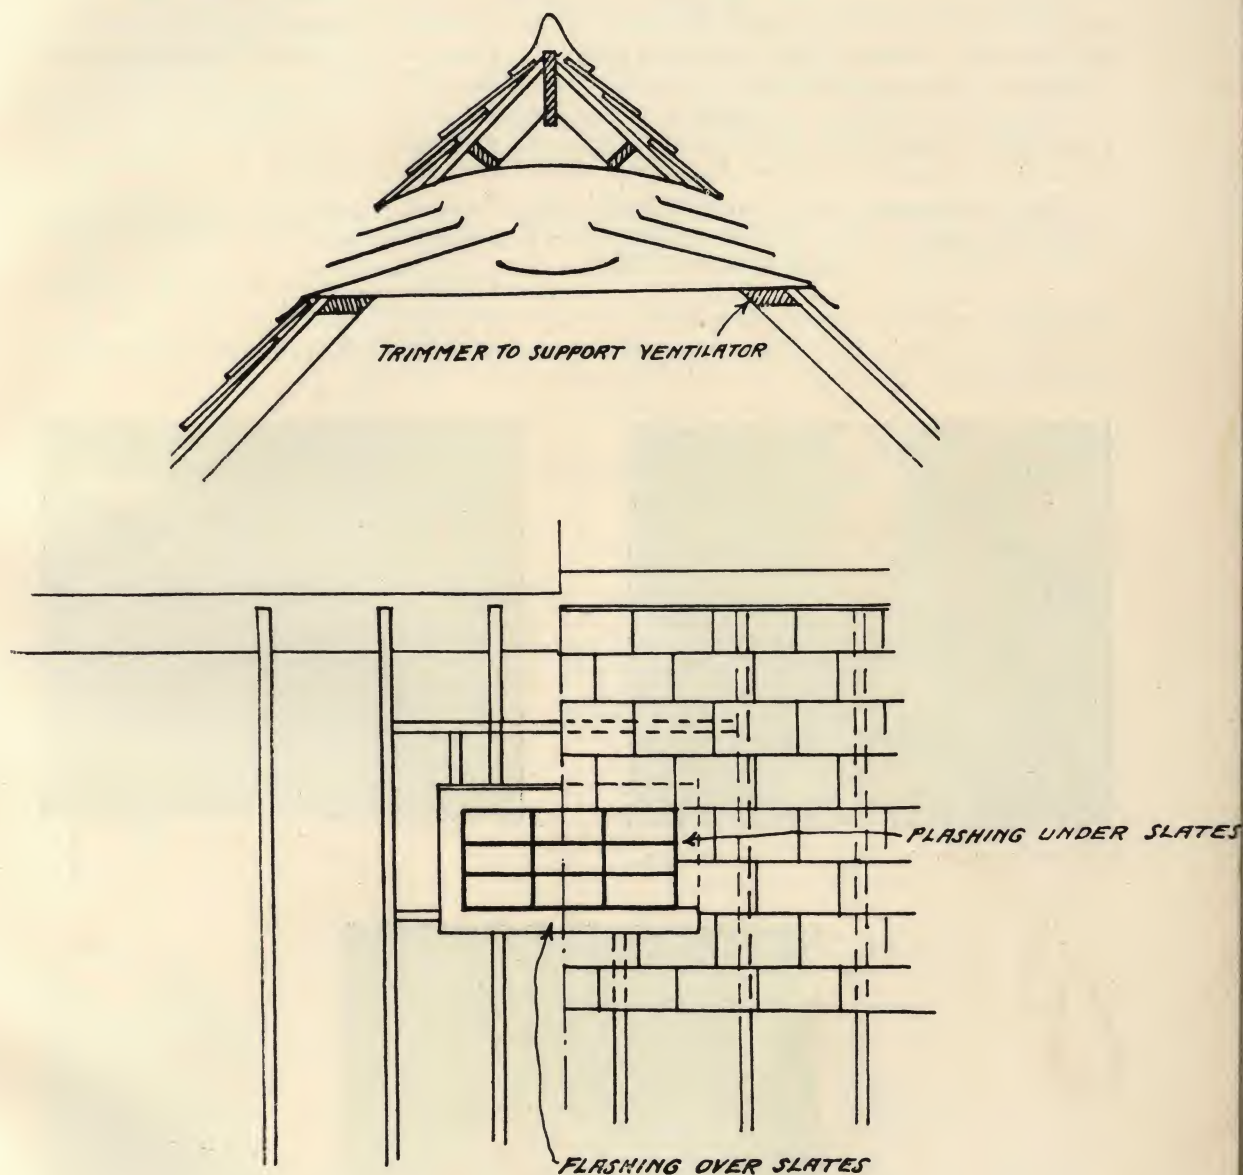 TRIMMER TO SUPPORT VENTILATOR
FLASHING UNDER SLATES
FLASHING OVER SLATES